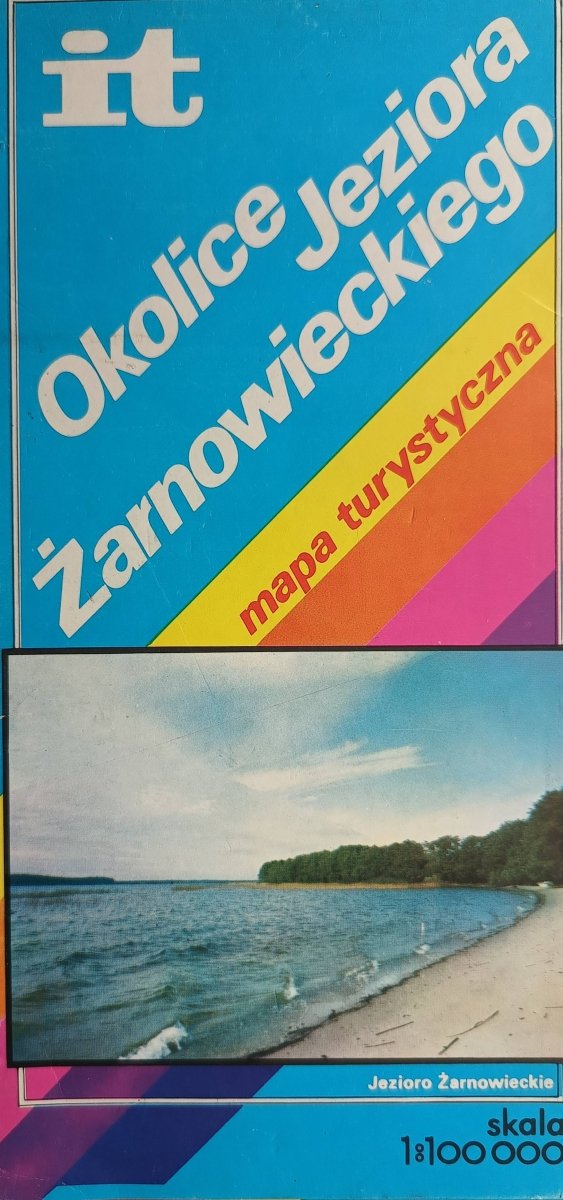 it
Okolice Jeziora
Żarnowieckiego
mapa turystyczna
Jezioro Żarnowieckie
skala
1:100 000